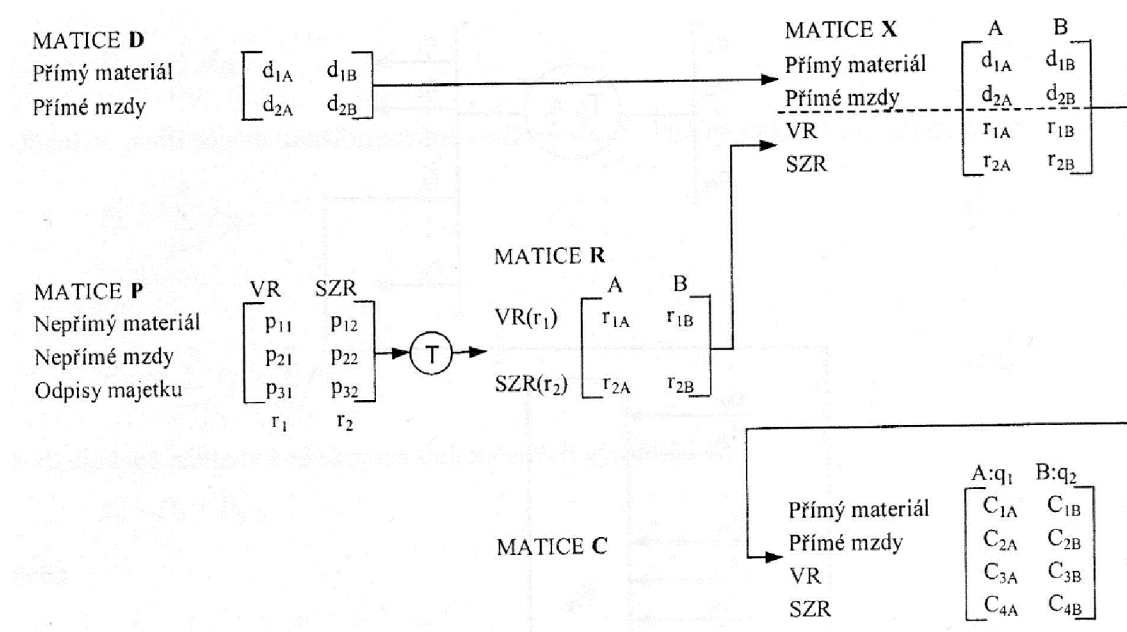 MATICE D
Přímý materiál d1A d1B
Přímé mzdy d2A d2B
MATICE X A B
Přímý materiál d1A d1B
Přímé mzdy d2A d2B
VR r1A r1B
SZR r2A r2B
MATICE P VR SZR
Nepřímý materiál p11 p12
Nepřímé mzdy p21 p22
Odpisy majetku p31 p32
r1 r2
T
MATICE R
A B
VR(r1) r1A r1B
SZR(r2) r2A r2B
MATICE C
A:q1 B:q2
Přímý materiál C1A C1B
Přímé mzdy C2A C2B
VR C3A C3B
SZR C4A C4B